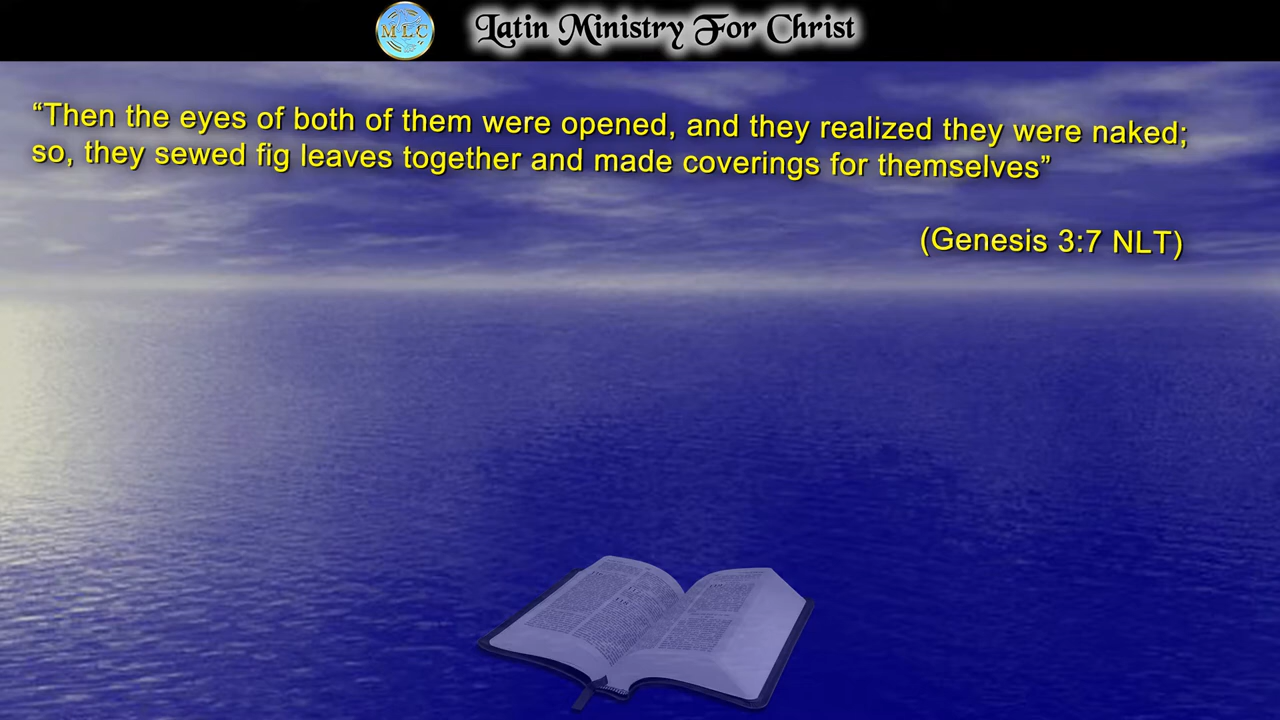 MLC
Latin Ministry For Christ
“Then the eyes of both of them were opened, and they realized they were naked;
so, they sewed fig leaves together and made coverings for themselves”
(Genesis 3:7 NLT)